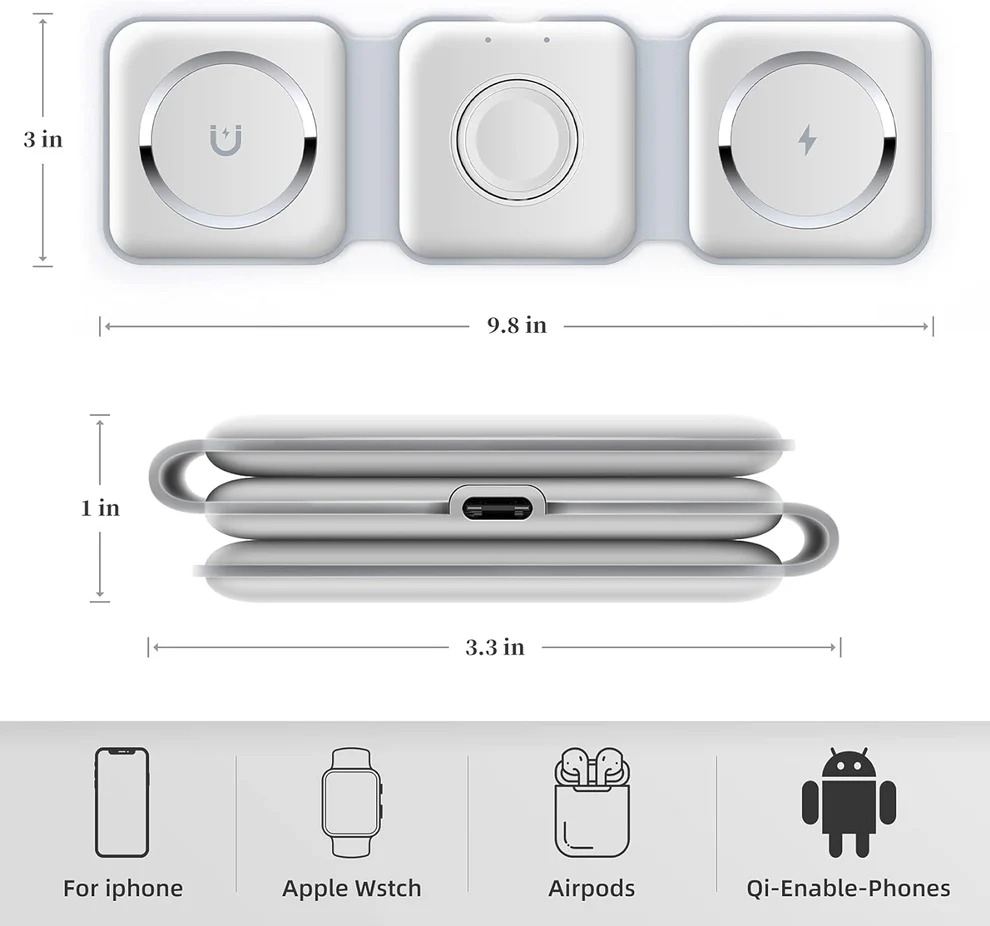 3 in
9.8 in
1 in
3.3 in
For iphone
Apple Wstch
Airpods
Qi-Enable-Phones